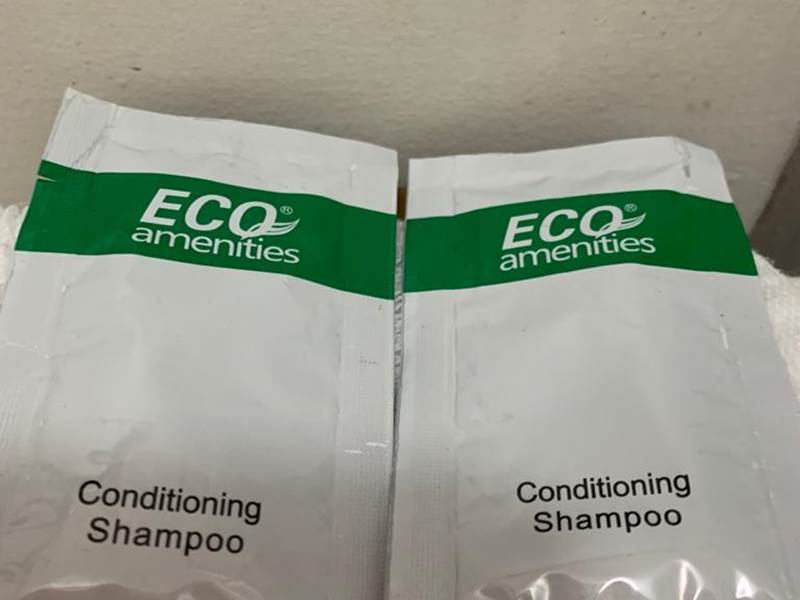 ECO®
amenities
Conditioning
Shampoo
ECO®
amenities
Conditioning
Shampoo